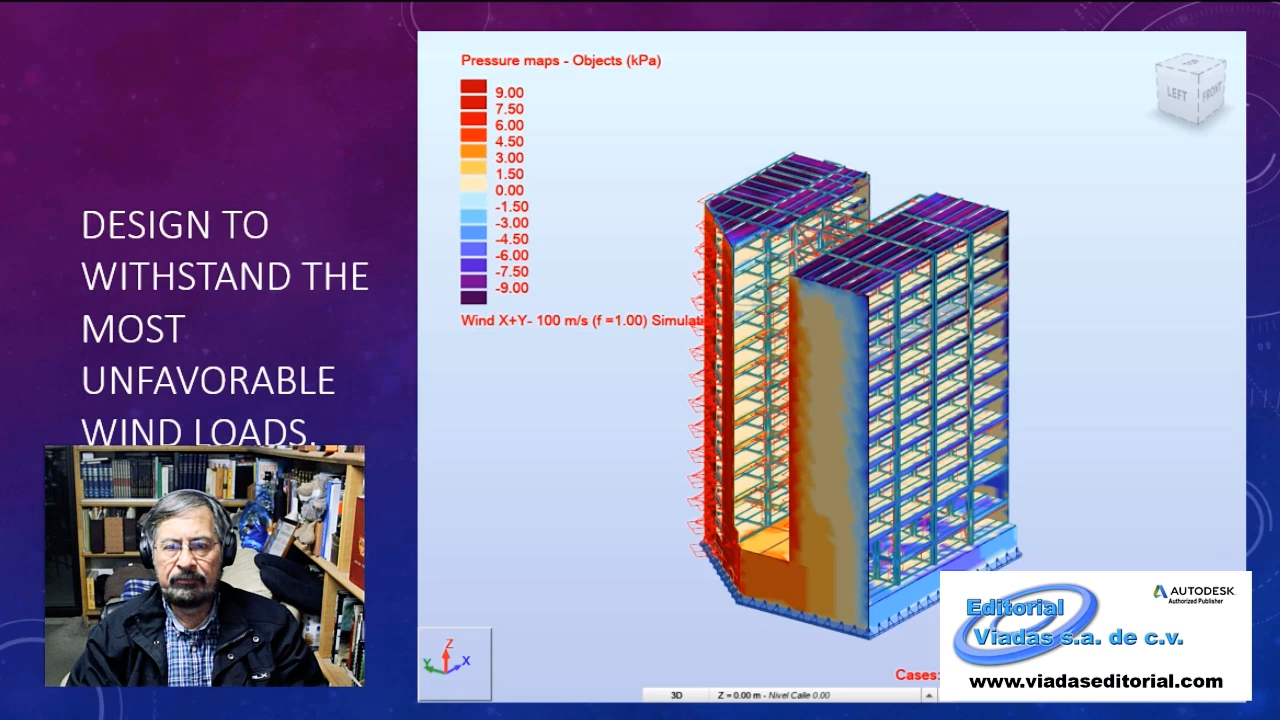 DESIGN TO
WITHSTAND THE
MOST
UNFAVORABLE
WIND LOADS.
Pressure maps - Objects (kPa)
9.00
7.50
6.00
4.50
3.00
1.50
0.00
-1.50
-3.00
-4.50
-6.00
-7.50
-9.00
Wind X+Y- 100 m/s (f =1.00) Simulati
LEFT
FRONT
Z
Y
X
Cases:
3D
Z = 0.00 m - Nivel Calle 0.00
AUTODESK
Authorized Publisher
Editorial
Viadas s.a. de c.v.
www.viadaseditorial.com